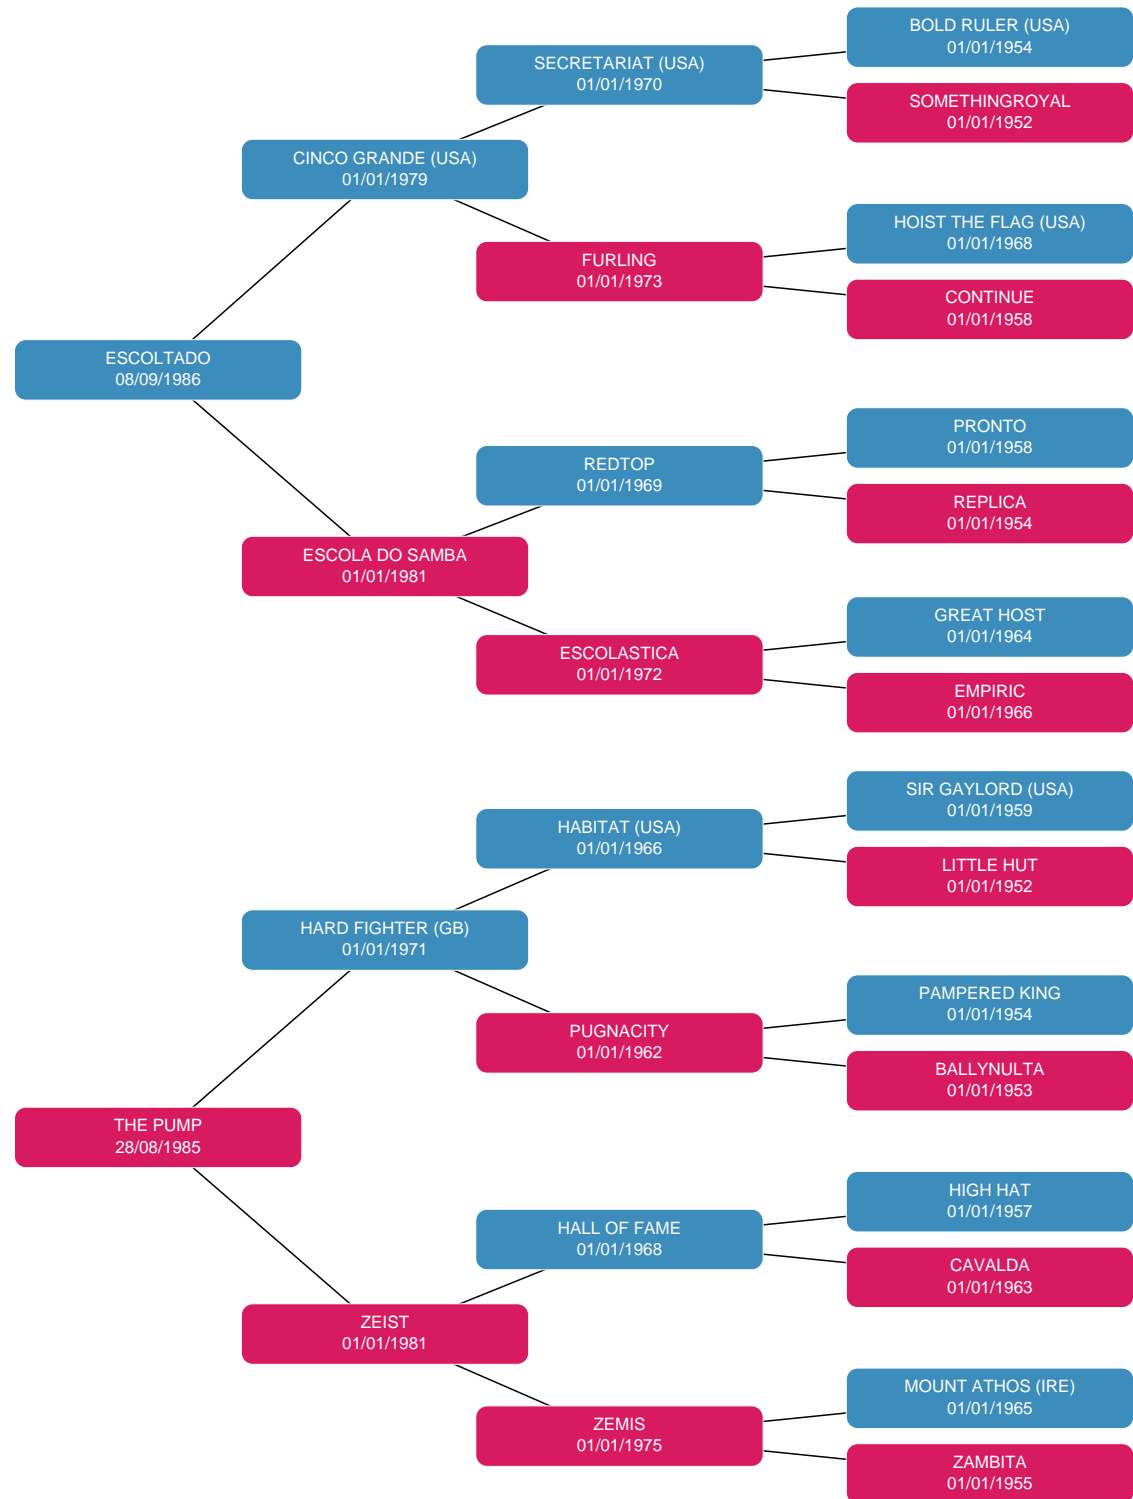 BOLD RULER (USA)
01/01/1954
SECRETARIAT (USA)
01/01/1970
SOMETHINGROYAL
01/01/1952
CINCO GRANDE (USA)
01/01/1979
HOIST THE FLAG (USA)
01/01/1968
FURLING
01/01/1973
CONTINUE
01/01/1958
ESCOLTADO
08/09/1986
PRONTO
01/01/1958
REDTOP
01/01/1969
REPLICA
01/01/1954
ESCOLA DO SAMBA
01/01/1981
GREAT HOST
01/01/1964
ESCOLASTICA
01/01/1972
EMPIRIC
01/01/1966
SIR GAYLORD (USA)
01/01/1959
HABITAT (USA)
01/01/1966
LITTLE HUT
01/01/1952
HARD FIGHTER (GB)
01/01/1971
PAMPERED KING
01/01/1954
PUGNACITY
01/01/1962
BALLYNULTA
01/01/1953
THE PUMP
28/08/1985
HIGH HAT
01/01/1957
HALL OF FAME
01/01/1968
CAVALDA
01/01/1963
ZEIST
01/01/1981
MOUNT ATHOS (IRE)
01/01/1965
ZEMIS
01/01/1975
ZAMBITA
01/01/1955